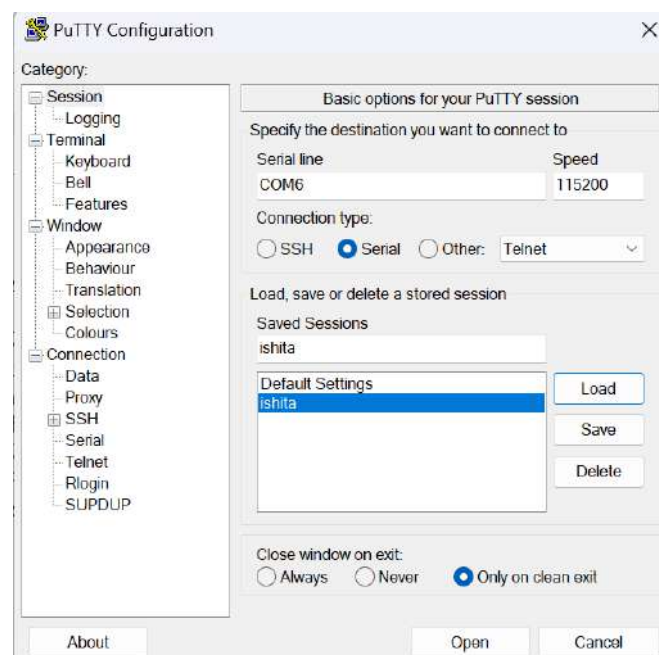 PuTTY Configuration
Category:
Session
Logging
Terminal
Keyboard
Bell
Features
Window
Appearance
Behaviour
Translation
Selection
Colours
Connection
Data
Proxy
SSH
Serial
Telnet
Rlogin
SUPDUP
Basic options for your PuTTY session
Specify the destination you want to connect to
Serial line Speed
COM6 115200
Connection type:
SSH Serial Other: Telnet
Load, save or delete a stored session
Saved Sessions
ishita
Default Settings
ishita
Load
Save
Delete
Close window on exit:
Always Never Only on clean exit
About Open Cancel